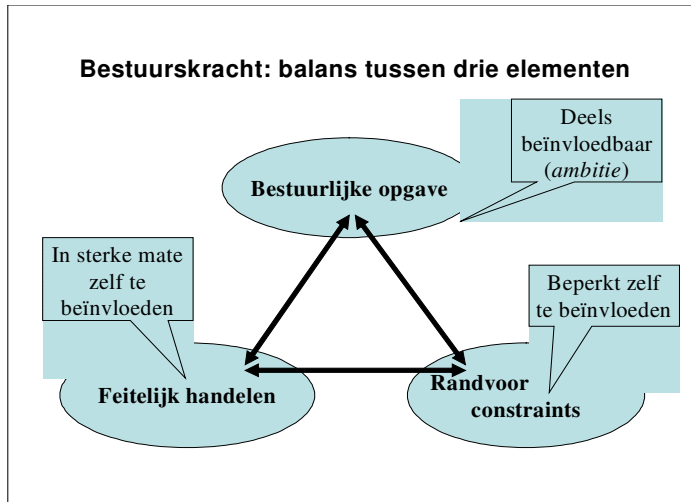 Bestuurskracht: balans tussen drie elementen
Deels
beïnvloedbaar
(ambitie)
Bestuurlijke opgave
In sterke mate
zelf te
beïnvloeden
Beperkt zelf
te beïnvloeden
Feitelijk handelen
Randvoor
constraints